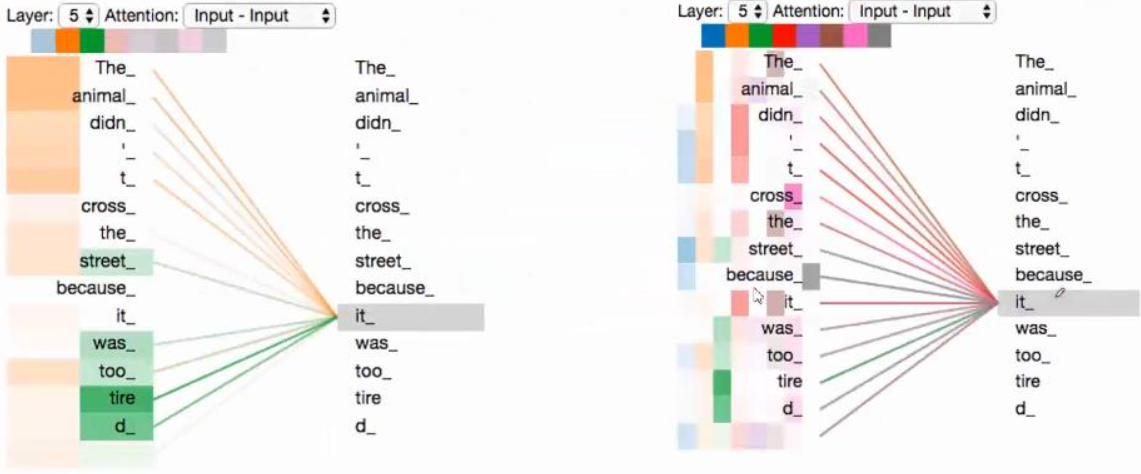 Layer: 5 Attention: Input - Input
The_ The_
animal_ animal_
didn_ didn_
'_ '_
t_ t_
cross_ cross_
the_ the_
street_ street_
because_ because_
it_ it_
was_ was_
too_ too_
tire tire
d_ d_
Layer: 5 Attention: Input - Input
The_ The_
animal_ animal_
didn_ didn_
'_ '_
t_ t_
cross_ cross_
the_ the_
street_ street_
because_ because_
it_ it_
was_ was_
too_ too_
tire tire
d_ d_